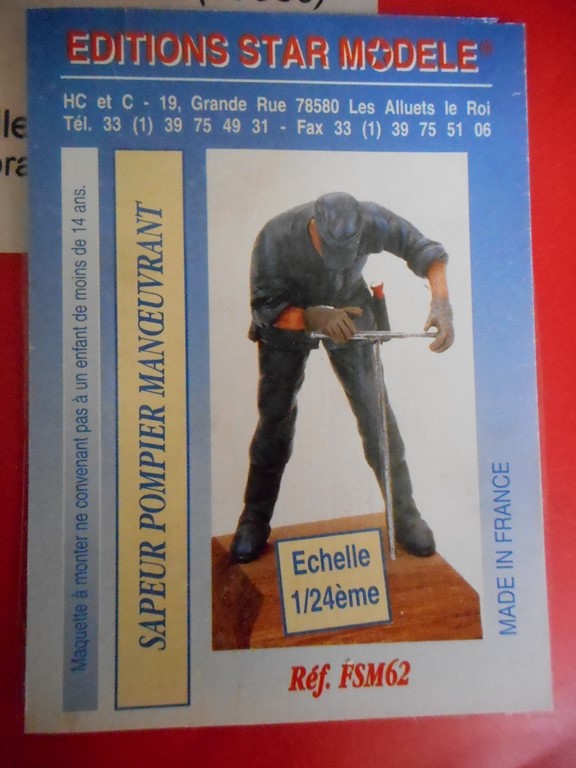 EDITIONS STAR MODELE®
HC et C - 19, Grande Rue 78580 Les Alluets le Roi
Tél. 33 (1) 39 75 49 31 - Fax 33 (1) 39 75 51 06
Maquette à monter ne convenant pas à un enfant de moins de 14 ans.
SAPEUR POMPIER MANŒUVRANT
Echelle
1/24ème
MADE IN FRANCE
Réf. FSM62